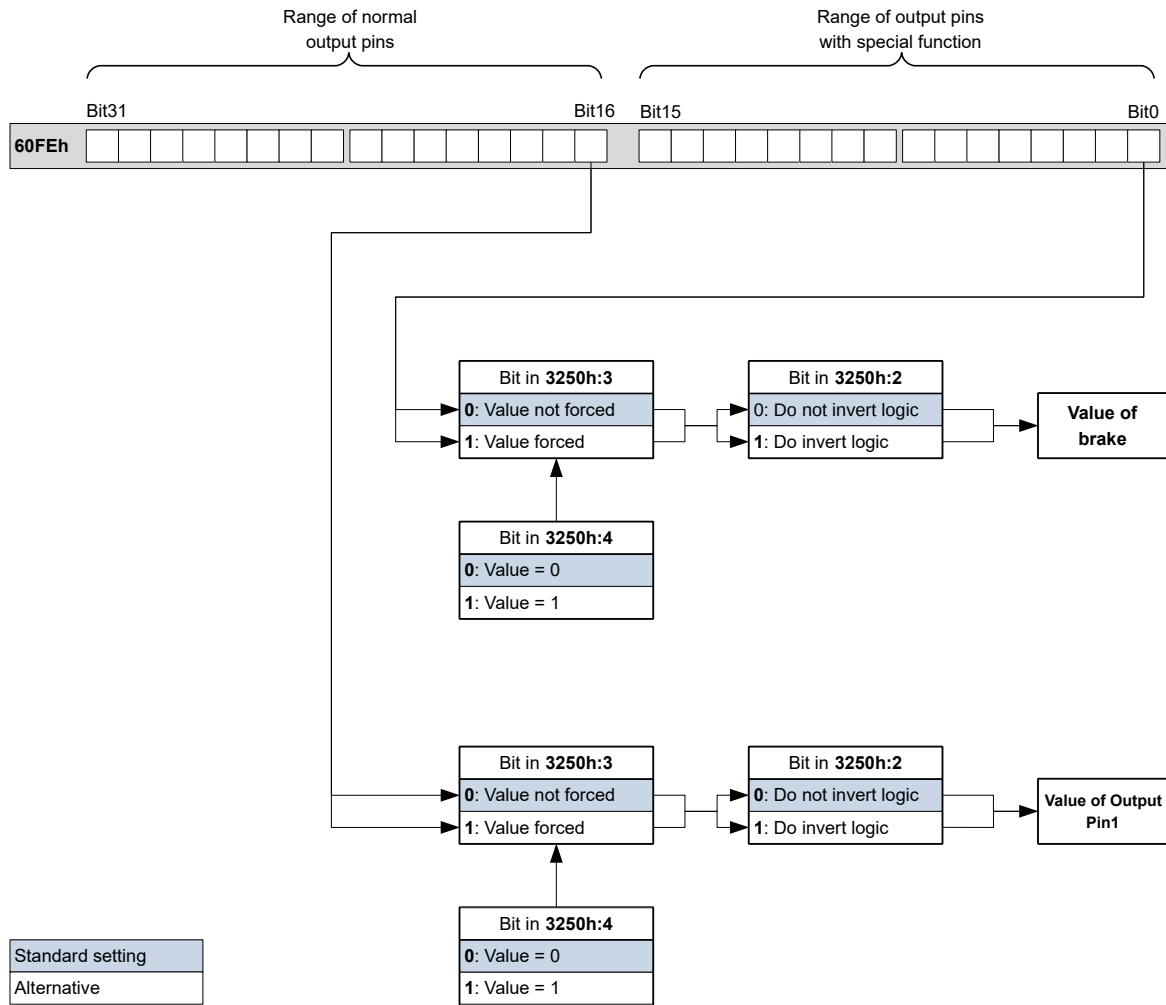 Range of normal
output pins
Range of output pins
with special function
Bit31
Bit16
Bit15
Bit0
60FEh
Bit in 3250h:3
0: Value not forced
1: Value forced
Bit in 3250h:2
0: Do not invert logic
1: Do invert logic
Value of
brake
Bit in 3250h:4
0: Value = 0
1: Value = 1
Bit in 3250h:3
0: Value not forced
1: Value forced
Bit in 3250h:2
0: Do not invert logic
1: Do invert logic
Value of Output
Pin1
Bit in 3250h:4
0: Value = 0
1: Value = 1
Standard setting
Alternative